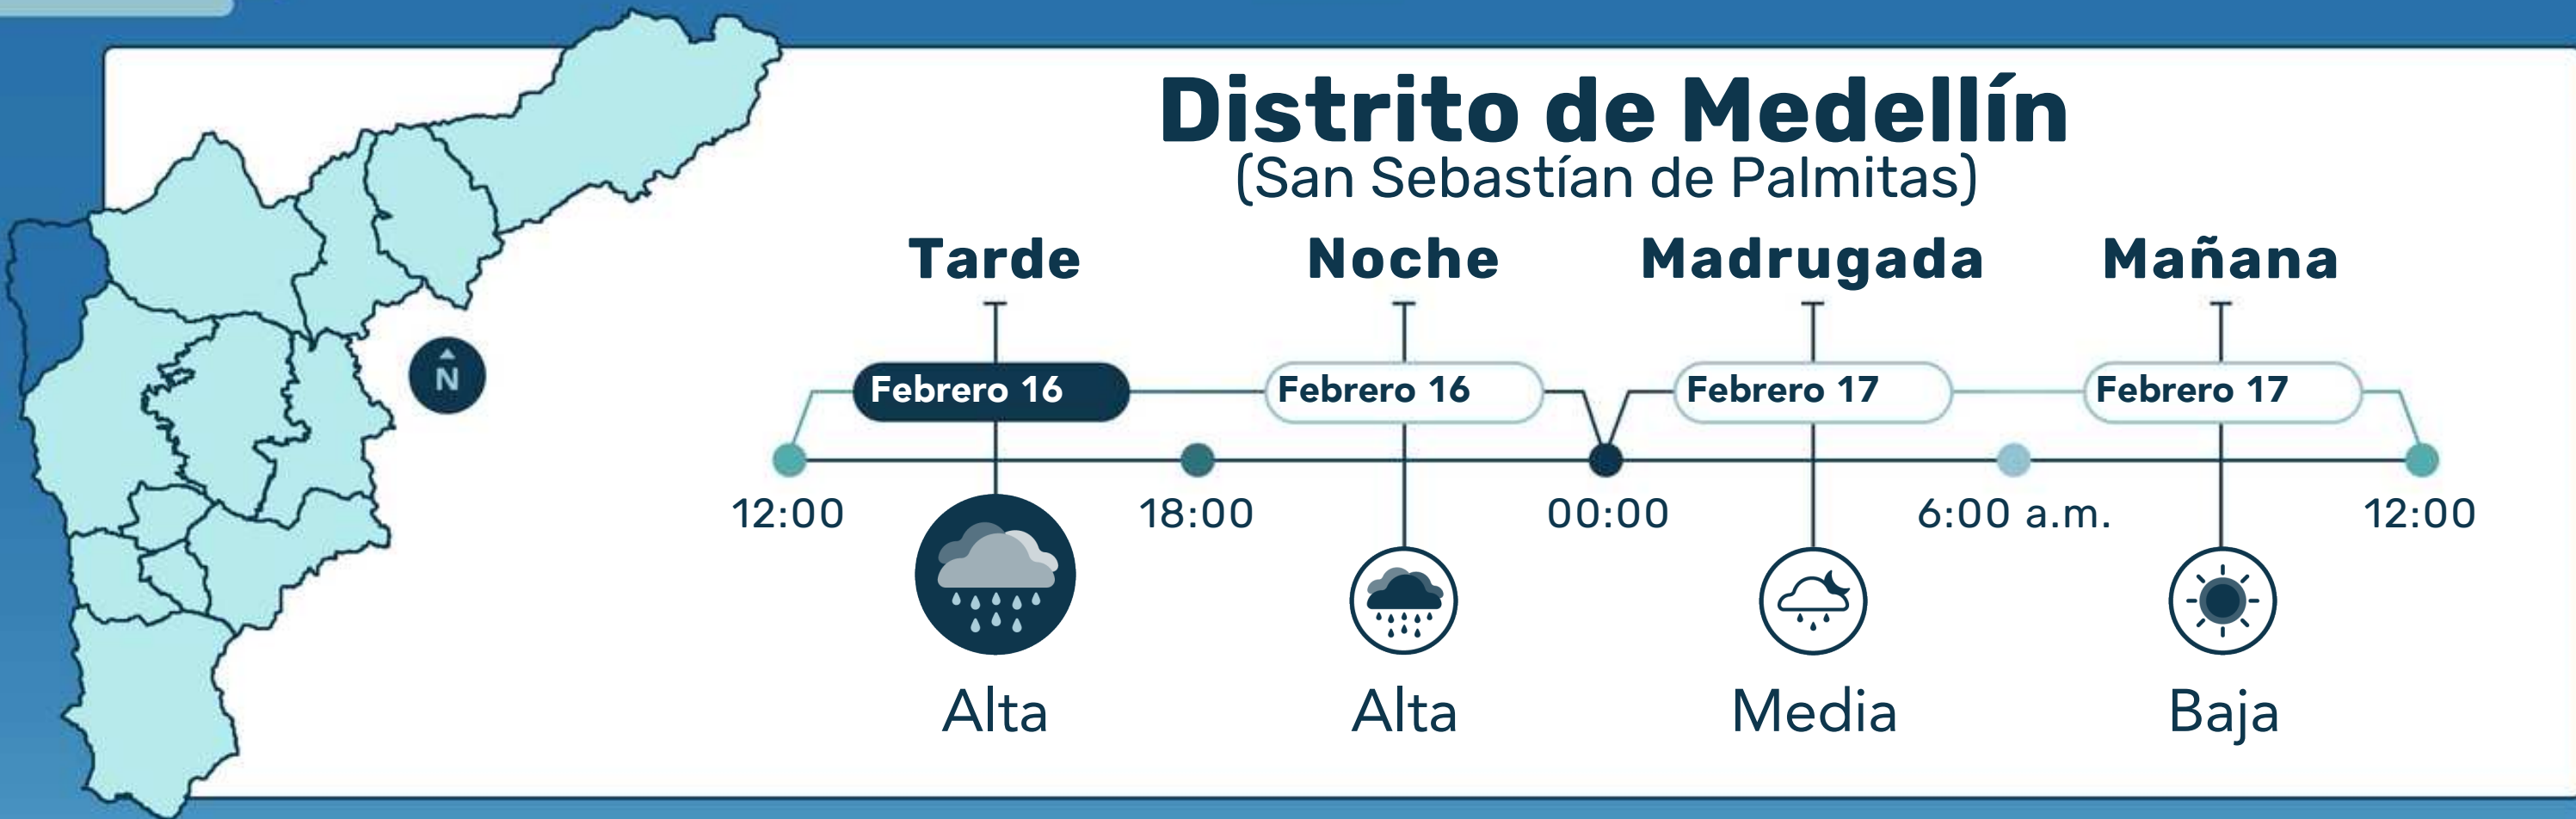 Distrito de Medellín
(San Sebastían de Palmitas)
Tarde Noche Madrugada Mañana
Febrero 16 Febrero 16 Febrero 17 Febrero 17
N
12:00 18:00 00:00 6:00 a.m. 12:00
Alta Alta Media Baja